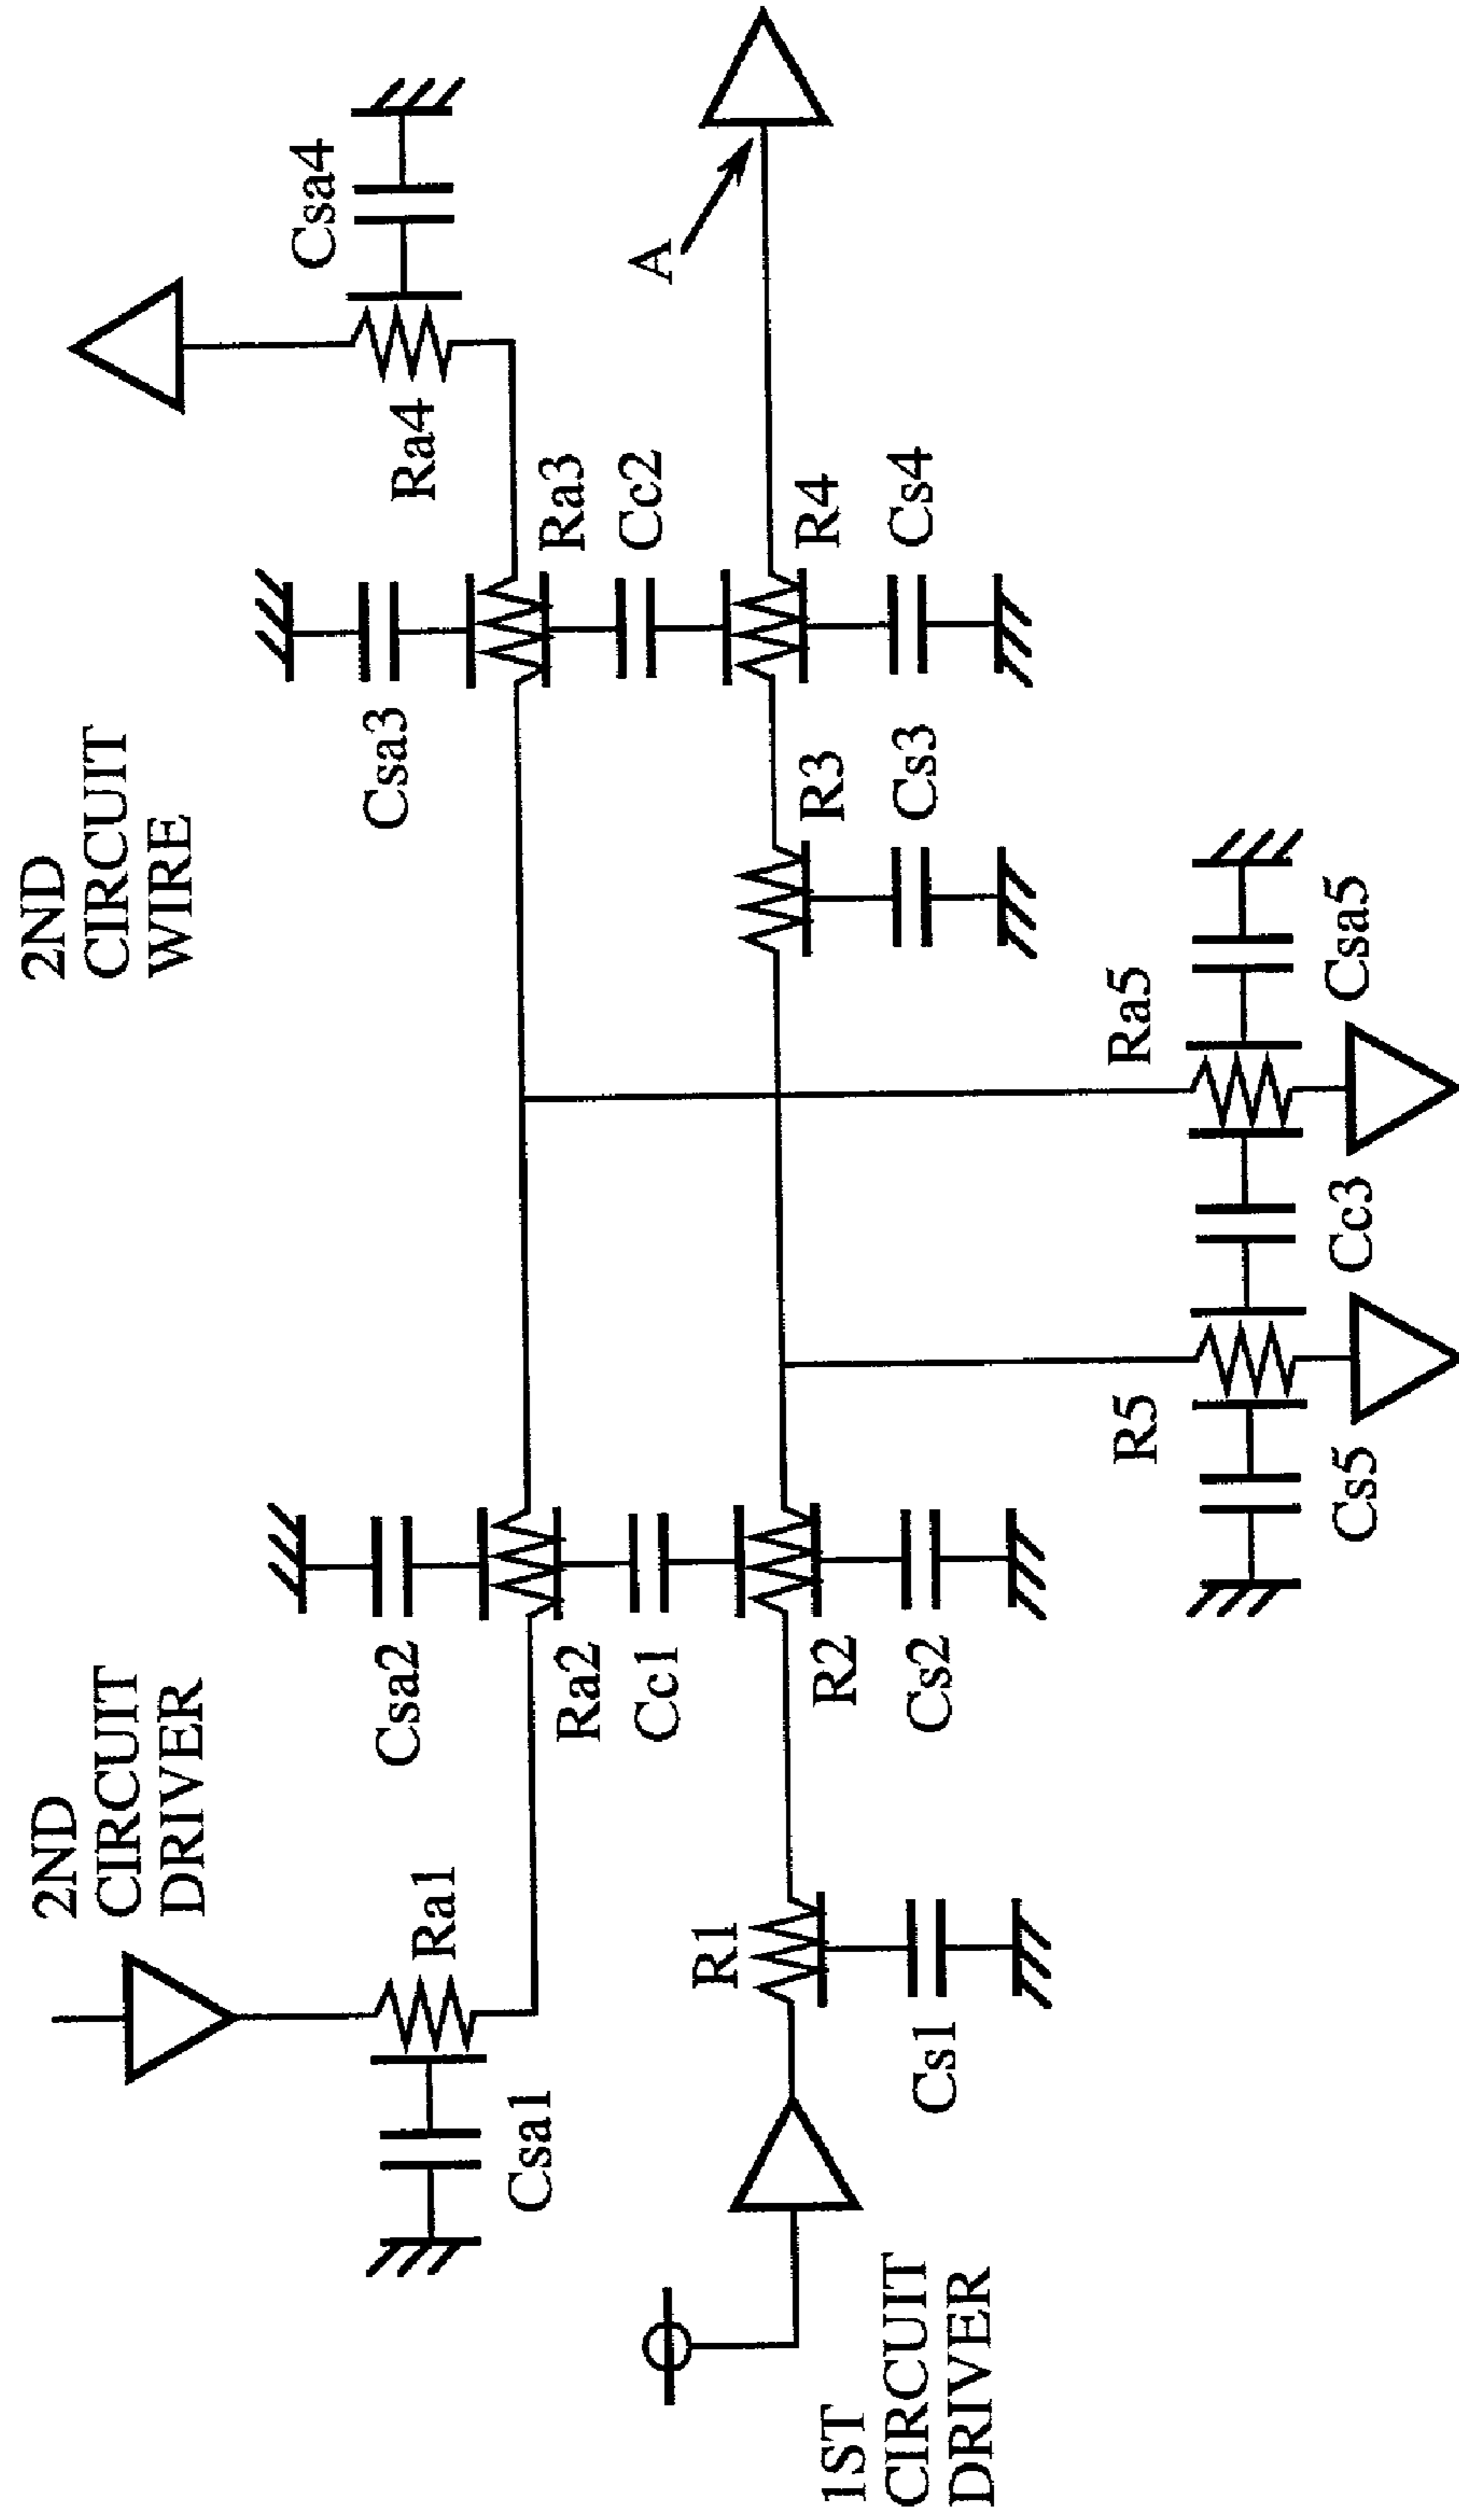 2ND
CIRCUIT
DRIVER
2ND
CIRCUIT
WIRE
Csa1
Ra1
Csa2
Ra2
Cc1
Csa3
Ra3
Cc2
Ra4
Csa4
A
1ST
CIRCUIT
DRIVER
R1
Cs1
R2
Cs2
R3
Cs3
R4
Cs4
R5
Cs5
Cc3
Ra5
Csa5